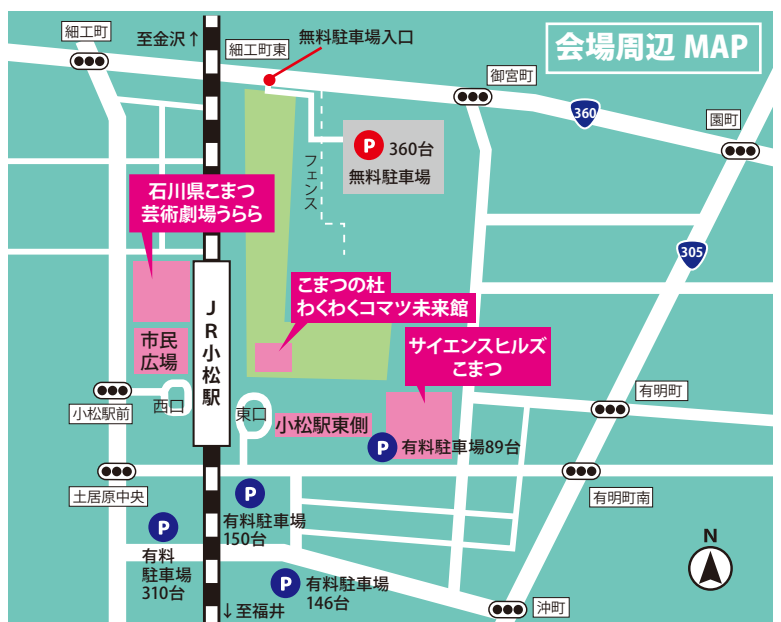 細工町
至金沢↑
細工町東
無料駐車場入口
会場周辺 MAP
御宮町
360
園町
P 360台
無料駐車場
フェンス
石川県こまつ
芸術劇場うらら
305
こまつの杜
わくわくコマツ未来館
JR小松駅
市民
広場
サイエンスヒルズ
こまつ
小松駅前
西口
東口
小松駅東側
有明町
P 有料駐車場89台
土居原中央
有明町南
P
有料駐車場
150台
P
有料
駐車場
310台
P 有料駐車場
146台
N
↓至福井
沖町